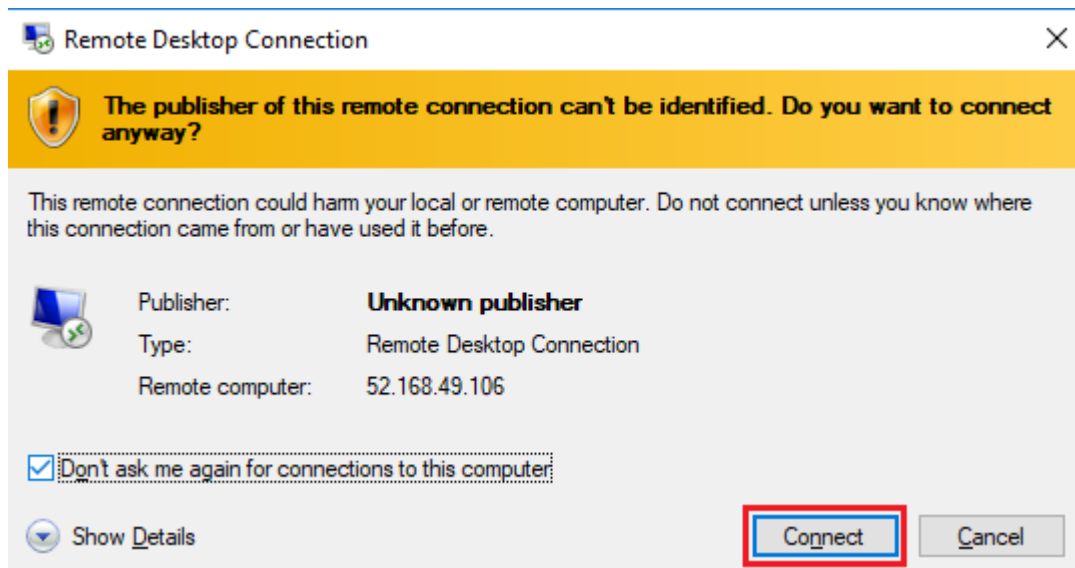 Remote Desktop Connection
The publisher of this remote connection can't be identified. Do you want to connect
anyway?
This remote connection could harm your local or remote computer. Do not connect unless you know where
this connection came from or have used it before.
Publisher: Unknown publisher
Type: Remote Desktop Connection
Remote computer: 52.168.49.106
Don't ask me again for connections to this computer
Show Details
Connect
Cancel